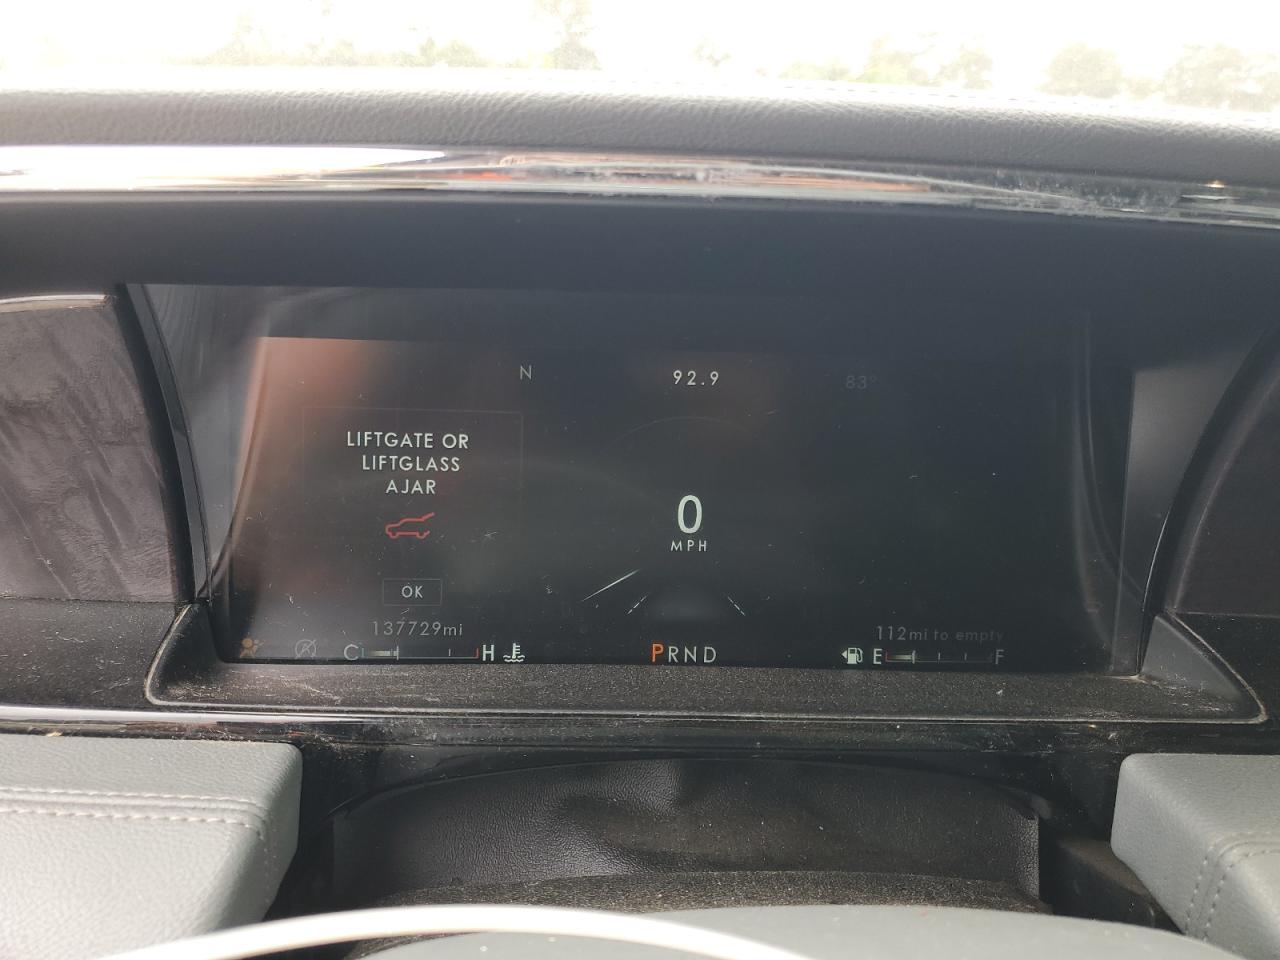 N
92.9
83°
LIFTGATE OR
LIFTGLASS
AJAR
0
MPH
OK
137729mi
112mi to empty
C H
PRND
E F